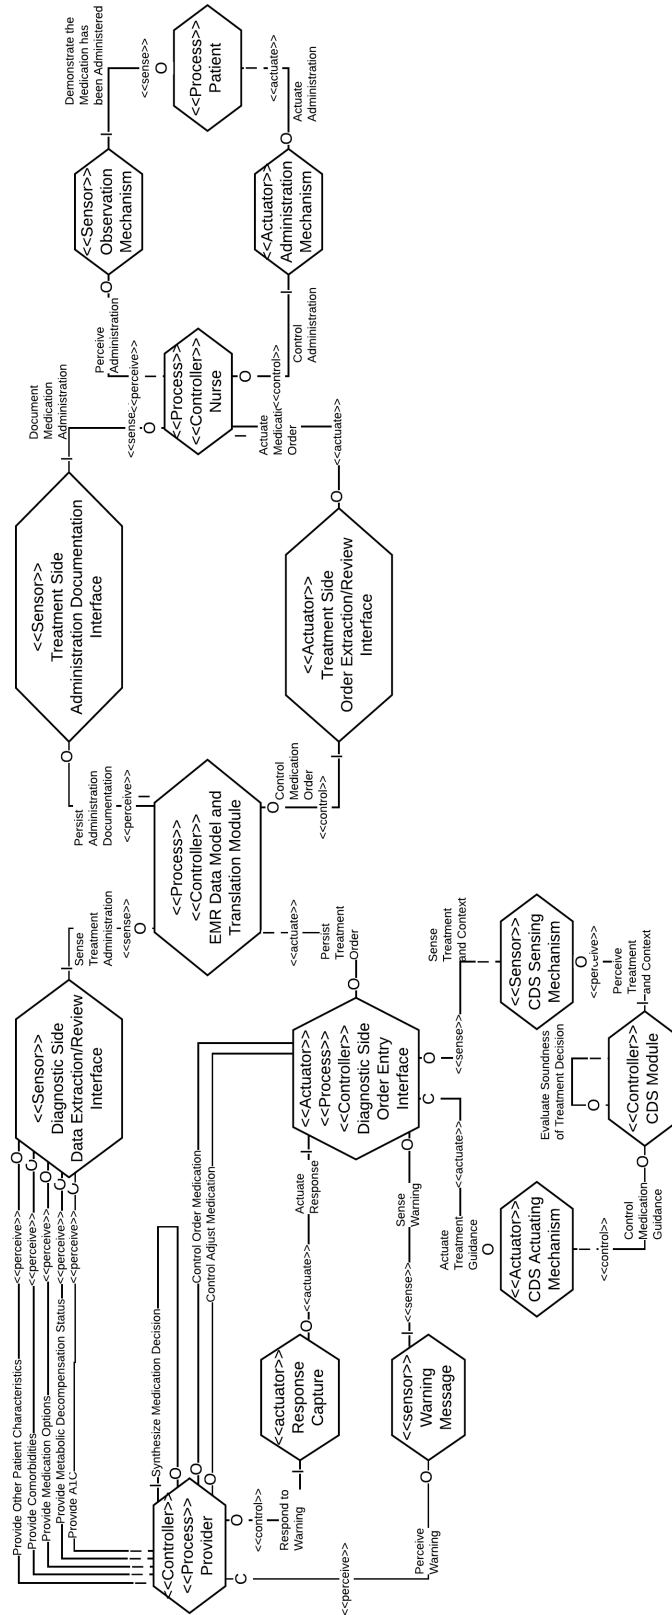 Provide Other Patient Characteristics
<<perceive>>
Provide Comorbidities
<<perceive>>
Provide Medication Options
<<perceive>>
Provide Metabolic Decompensation Status
<<perceive>>
Provide A1C
<<perceive>>
<<Controller>>
<<Process>>
Provider
Synthesize Medication Decision
Control Order Medication
Control Adjust Medication
<<control>>
Respond to
Warning
<<actuator>>
Response
Capture
<<actuate>>
Actuate
Response
<<perceive>>
Perceive
Warning
<<sensor>>
Warning
Message
<<sense>>
Sense
Warning
<<Sensor>>
Diagnostic Side
Data Extraction/Review
Interface
Sense
Treatment
Administration
<<sense>>
<<Actuator>>
<<Process>>
<<Controller>>
Diagnostic Side
Order Entry
Interface
<<actuate>>
Persist
Treatment
Order
Actuate
Treatment
Guidance
<<actuate>>
<<Actuator>>
CDS Actuating
Mechanism
<<control>>
Control
Medication
Guidance
<<Controller>>
CDS Module
Evaluate Soundness
of Treatment Decision
<<sense>>
Sense
Treatment
and Context
<<Sensor>>
CDS Sensing
Mechanism
<<perceive>>
Perceive
Treatment
and Context
<<Process>>
<<Controller>>
EMR Data Model and
Translation Module
Persist
Administration
Documentation
<<perceive>>
Control
Medication
Order
<<control>>
<<Sensor>>
Treatment Side
Administration Documentation
Interface
<<Actuator>>
Treatment Side
Order Extraction/Review
Interface
Document
Medication
Administration
<<sense
Actuate
Order
<<actuate>>
<<Process>>
<<Controller>>
Nurse
Perceive
Administration
<<perceive>>
<<control>>
Control
Administration
<<Sensor>>
Observation
Mechanism
<<Actuator>>
Administration
Mechanism
Demonstrate the
Medication has
been Administered
<<sense>>
<<Process>>
Patient
<<actuate>>
Actuate
Administration